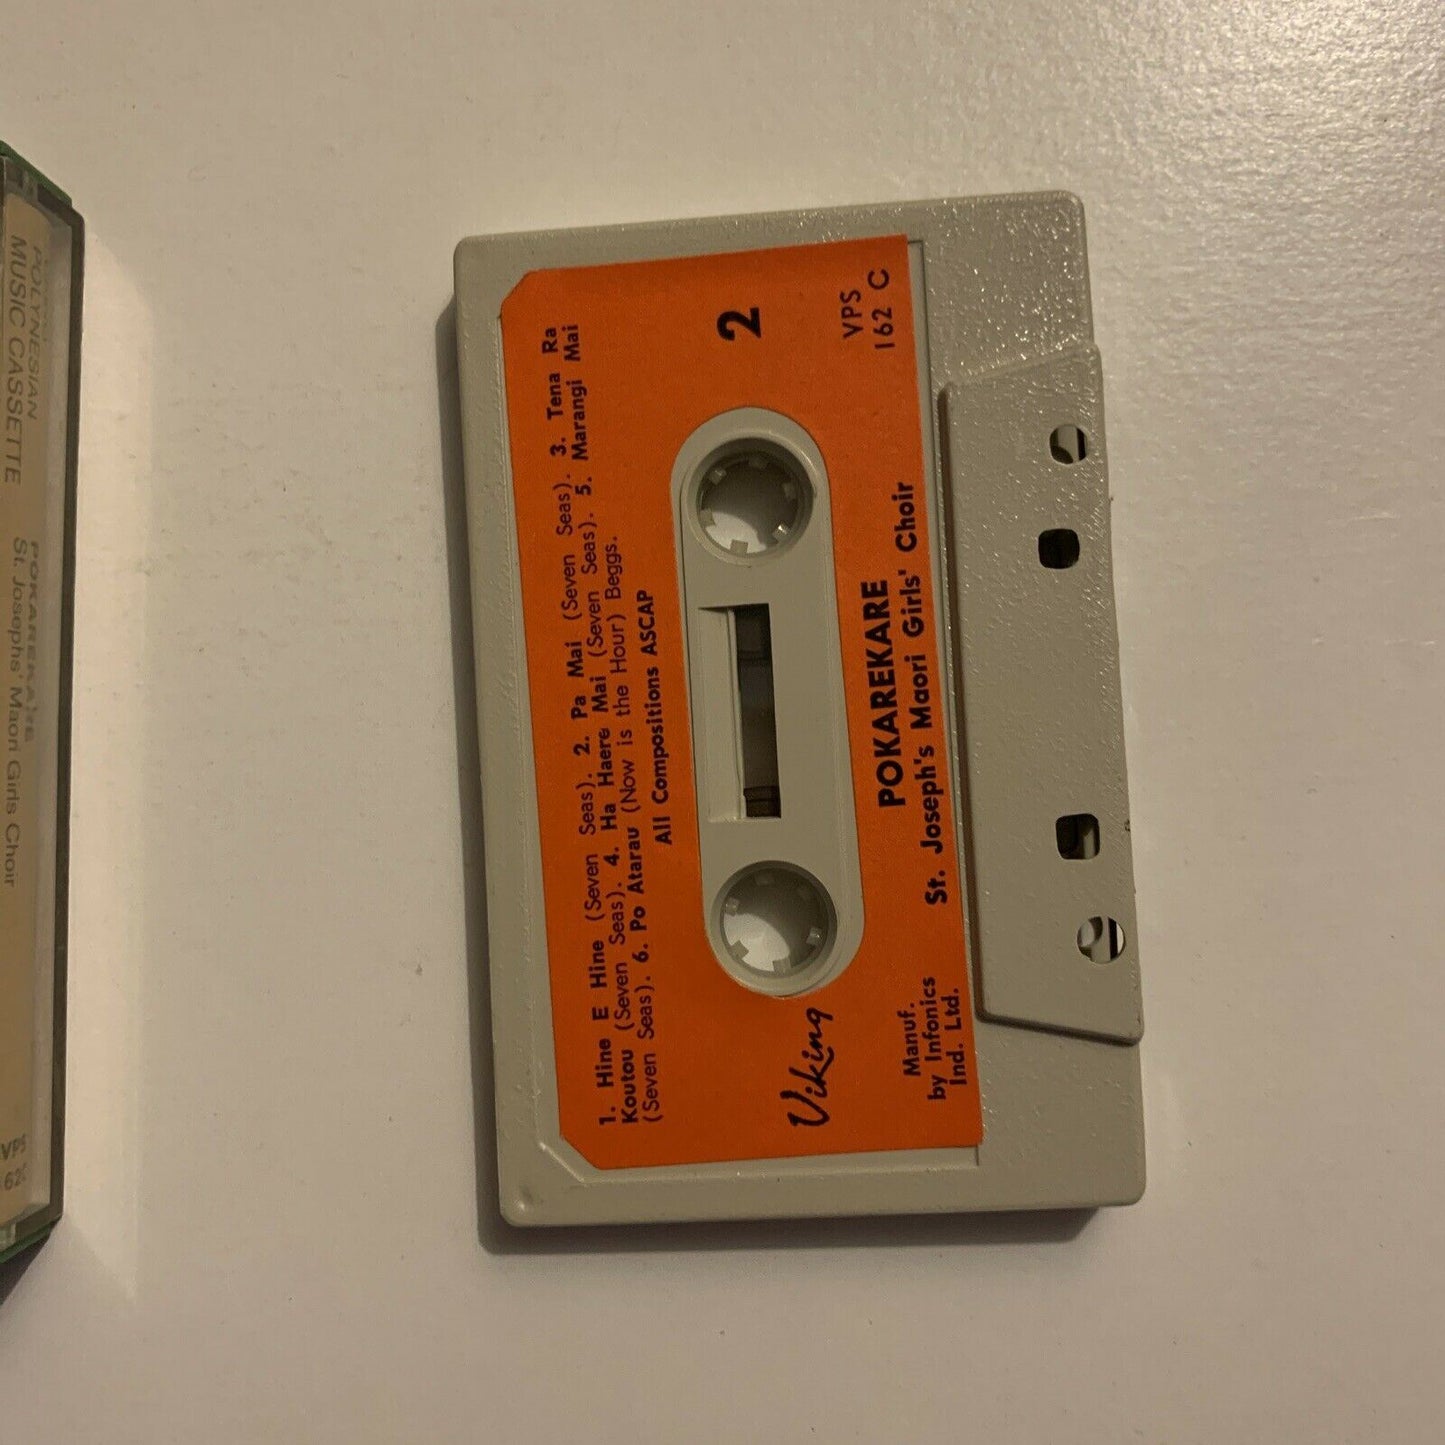 1. Hine E Hine (Seven Seas). 2. Pa Mai (Seven Seas). 3. Tena Ra
Koutou (Seven Seas). 4. Ha Haere Mai (Seven Seas). 5. Marangi Mai
(Seven Seas). 6. Po Atarau (Now is the Hour) Beggs.
All Compositions ASCAP
Viking
2
VPS
162 C
POKAREKARE
St. Joseph's Maori Girls' Choir
Manuf.
by Infonics
Ind. Ltd.
POLYNESIAN
MUSIC CASSETTE
POKAREKARE
St. Josephs' Maori Girls Choir
VPS
62C